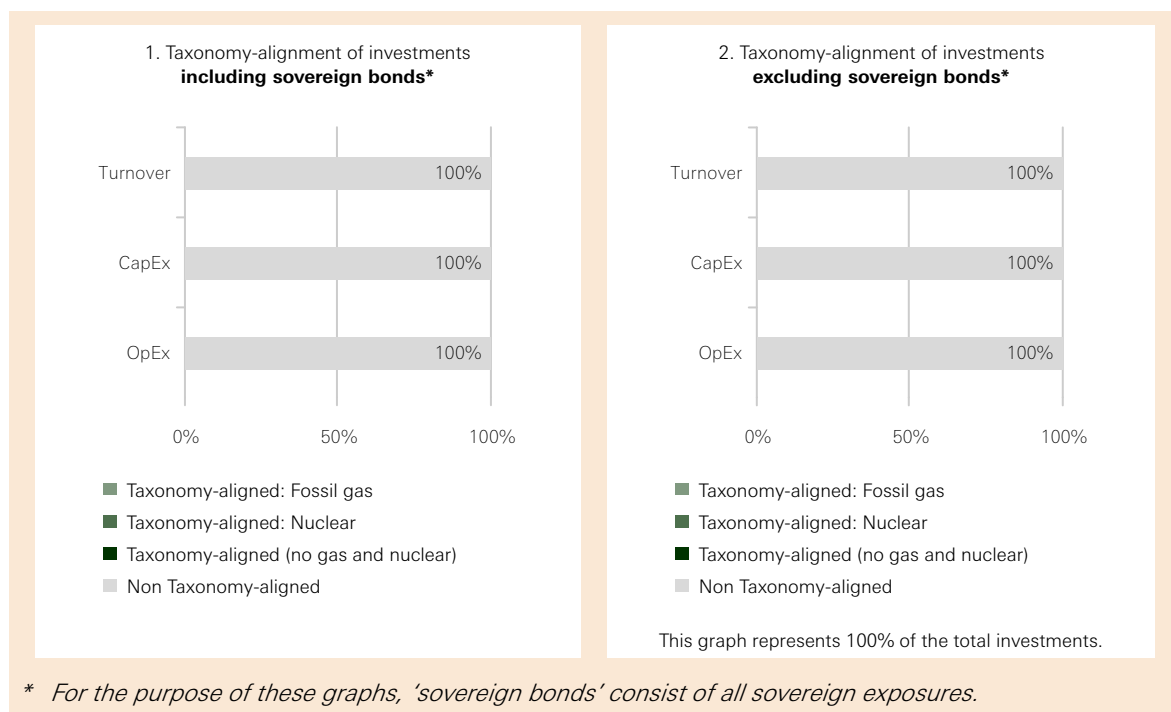 1. Taxonomy-alignment of investments
including sovereign bonds*
Turnover
100%
CapEx
100%
OpEx
100%
0%
50%
100%
Taxonomy-aligned: Fossil gas
Taxonomy-aligned: Nuclear
Taxonomy-aligned (no gas and nuclear)
Non Taxonomy-aligned
2. Taxonomy-alignment of investments
excluding sovereign bonds*
Turnover
100%
CapEx
100%
OpEx
100%
0%
50%
100%
Taxonomy-aligned: Fossil gas
Taxonomy-aligned: Nuclear
Taxonomy-aligned (no gas and nuclear)
Non Taxonomy-aligned
This graph represents 100% of the total investments.
* For the purpose of these graphs, ‘sovereign bonds’ consist of all sovereign exposures.